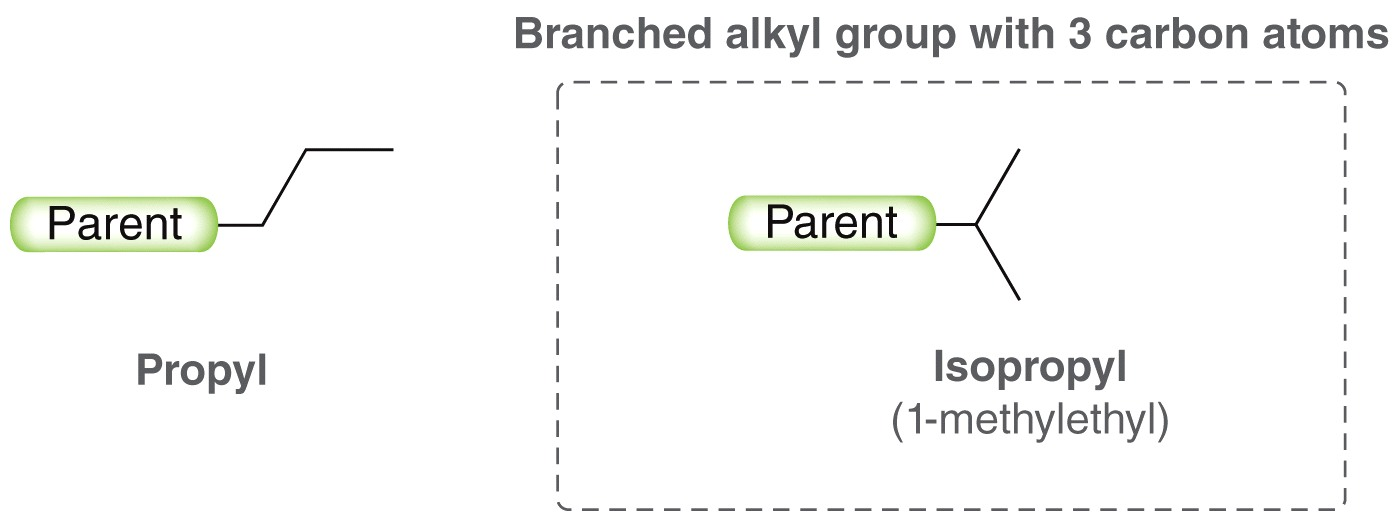 Branched alkyl group with 3 carbon atoms
Parent
Propyl
Parent
Isopropyl
(1-methylethyl)